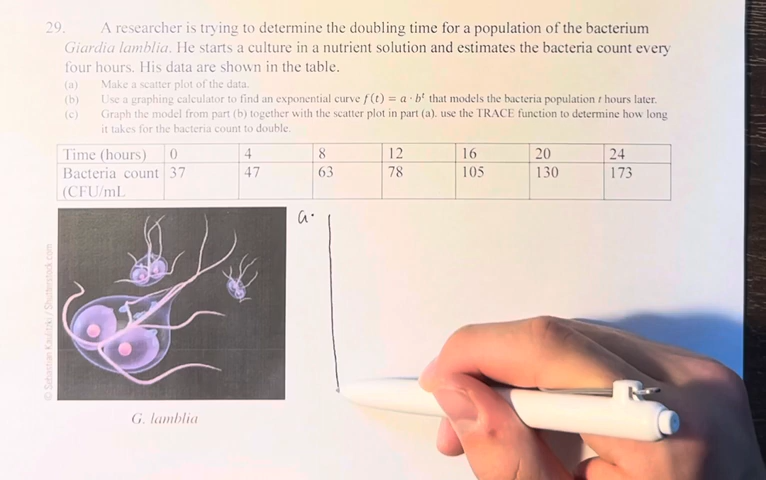 29. A researcher is trying to determine the doubling time for a population of the bacterium
Giardia lamblia. He starts a culture in a nutrient solution and estimates the bacteria count every
four hours. His data are shown in the table.
(a) Make a scatter plot of the data.
(b) Use a graphing calculator to find an exponential curve f(t) = a · bᵗ that models the bacteria population t hours later.
(c) Graph the model from part (b) together with the scatter plot in part (a). use the TRACE function to determine how long
it takes for the bacteria count to double.
Time (hours) 0 4 8 12 16 20 24
Bacteria count 37 47 63 78 105 130 173
(CFU/mL
a.
© Sebastian Kaulitzki / Shutterstock.com
G. lamblia